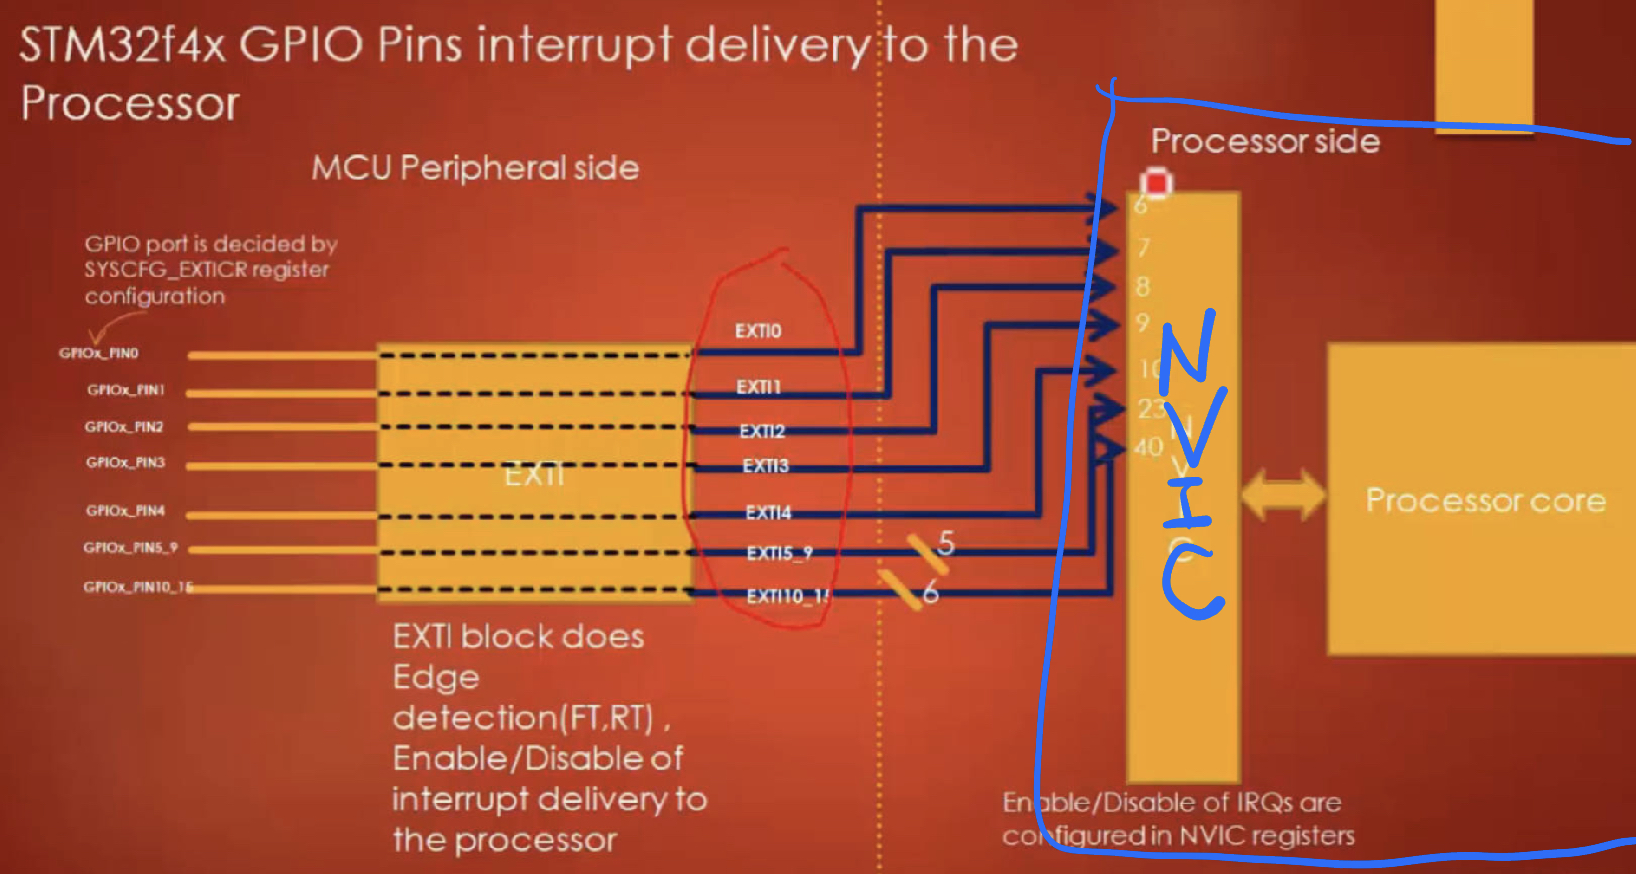 STM32f4x GPIO Pins interrupt delivery to the
Processor
MCU Peripheral side
Processor side
GPIO port is decided by
SYSCFG_EXTICR register
configuration
GPIOx_PIN0
GPIOx_PIN1
GPIOx_PIN2
GPIOx_PIN3
GPIOx_PIN4
GPIOx_PIN5_9
GPIOx_PIN10_15
EXTI
EXTI0
EXTI1
EXTI2
EXTI3
EXTI4
EXTI5_9
EXTI10_15
5
6
6
7
8
9
10
23
40
N
V
I
C
NVIC
Processor core
EXTI block does
Edge
detection(FT,RT) ,
Enable/Disable of
interrupt delivery to
the processor
Enable/Disable of IRQs are
configured in NVIC registers